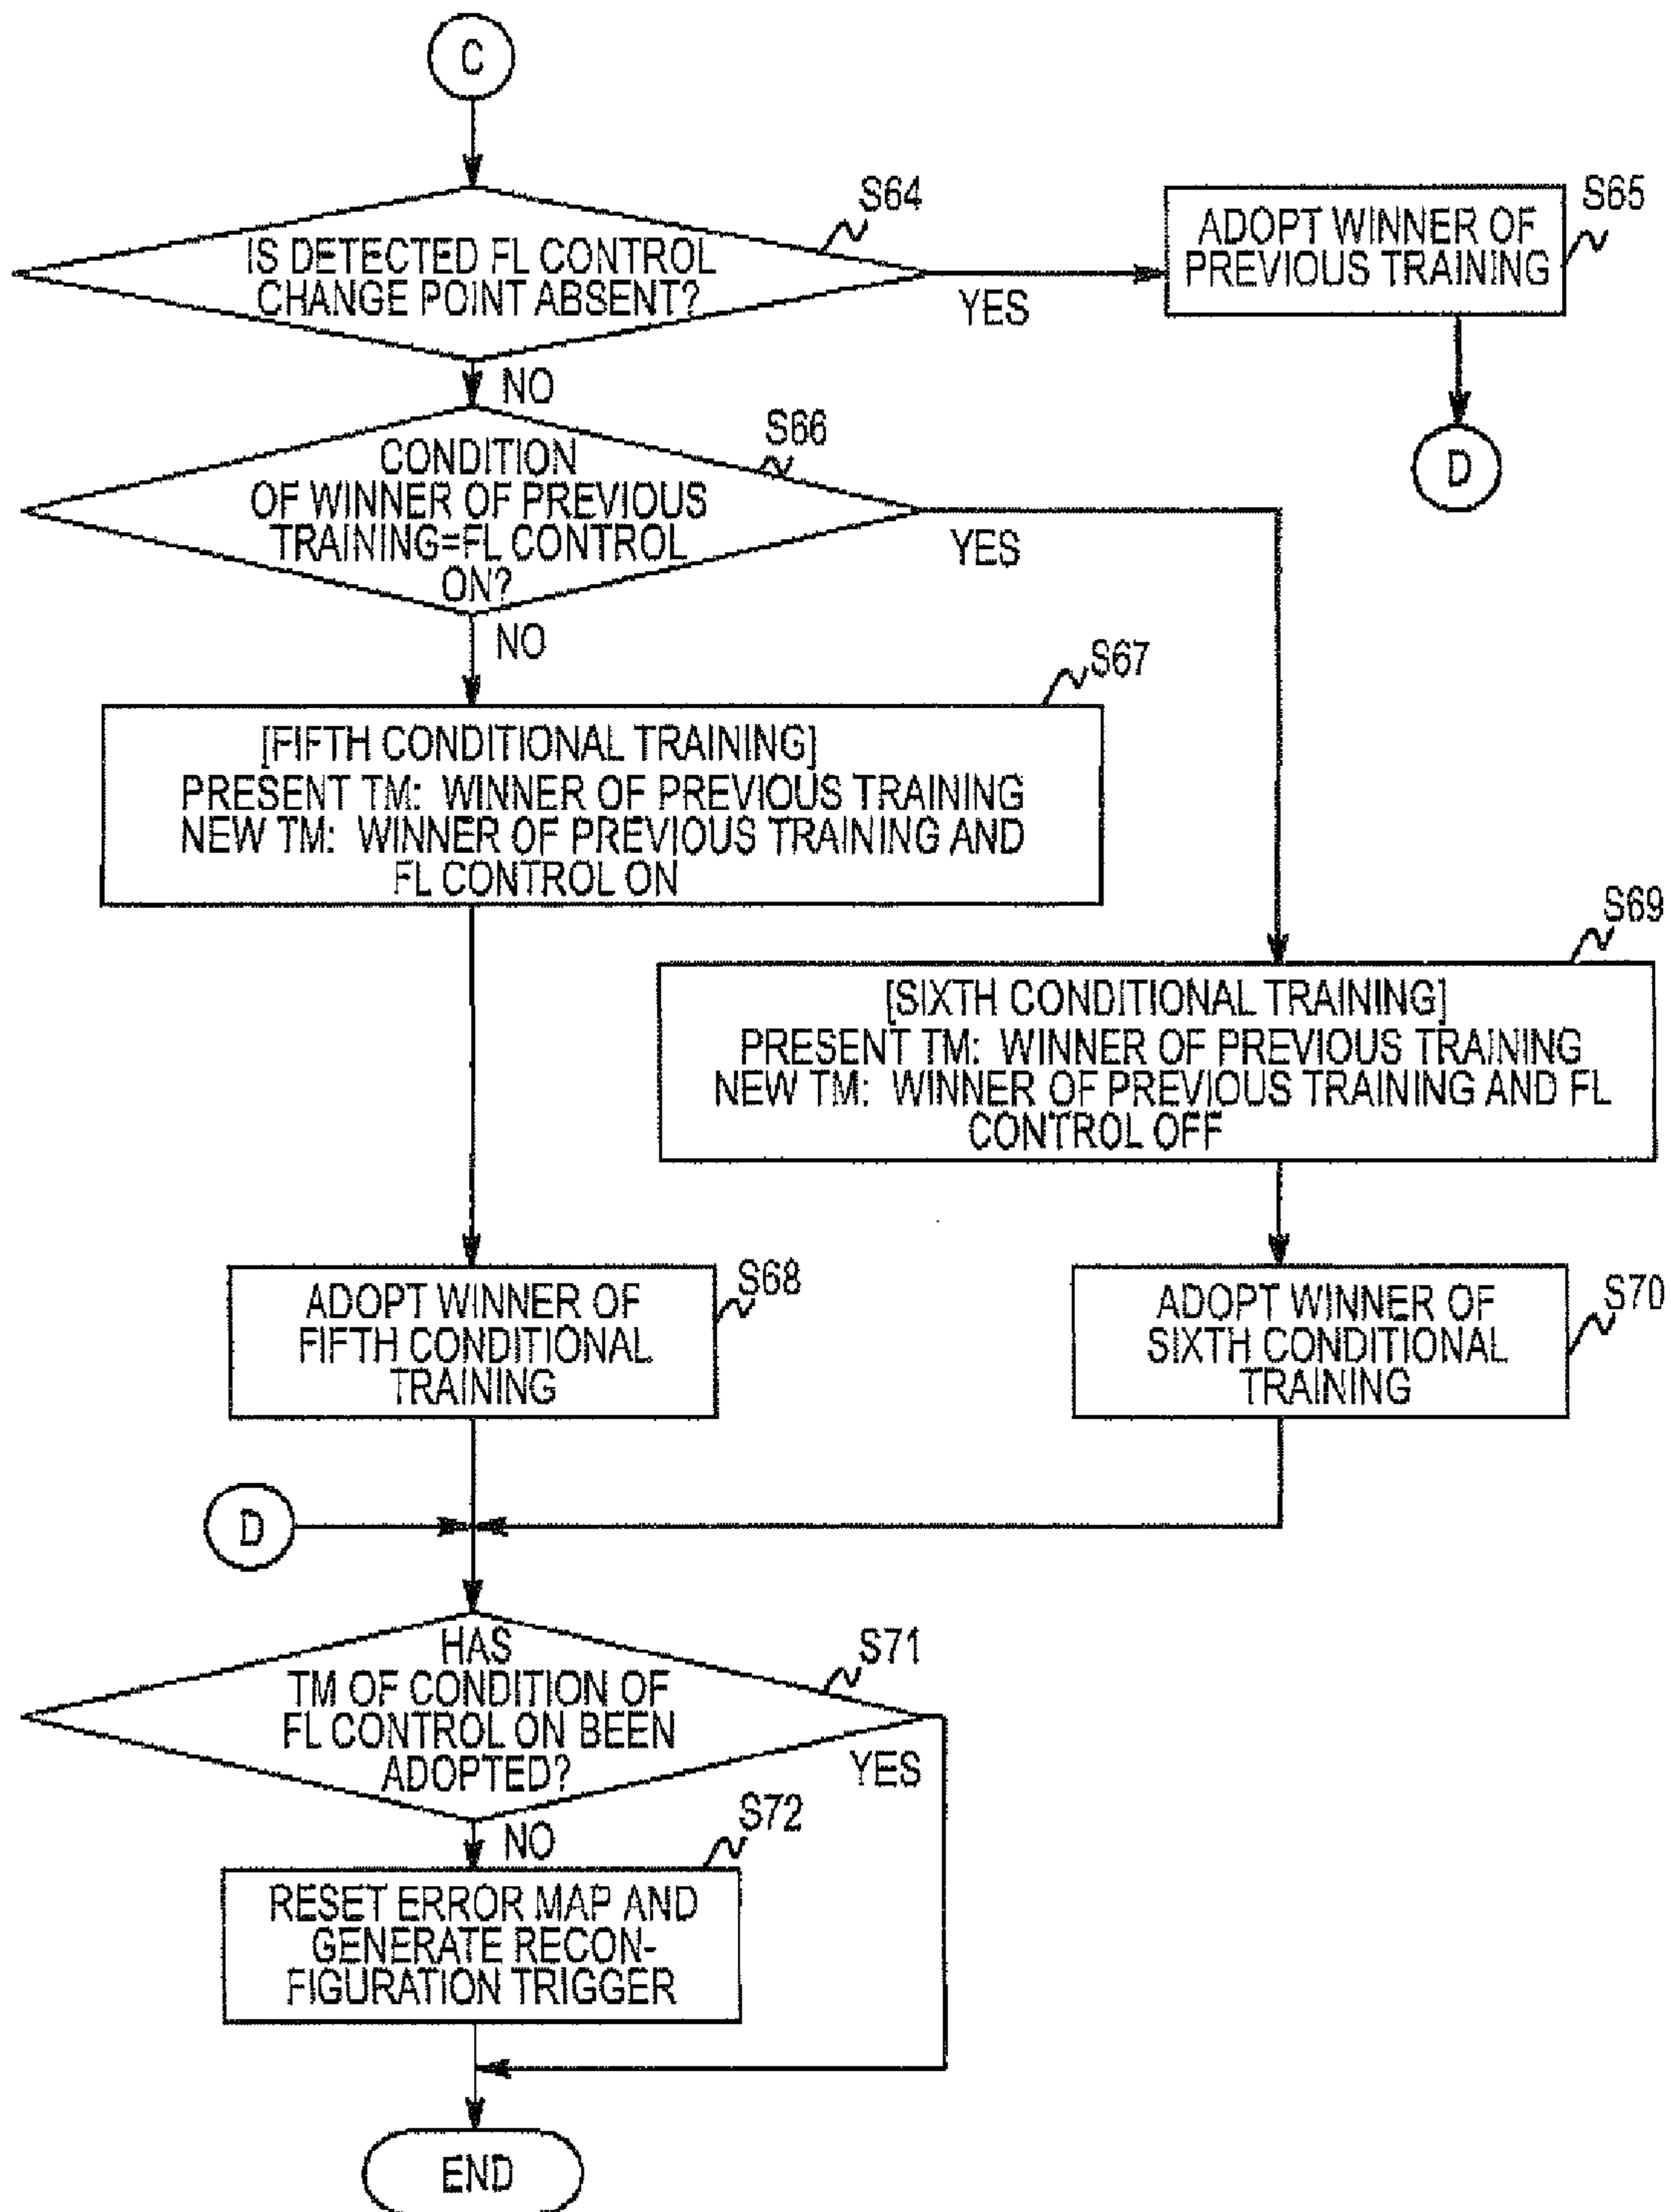 C
S64
IS DETECTED FL CONTROL
CHANGE POINT ABSENT?
YES
S65
ADOPT WINNER OF
PREVIOUS TRAINING
D
NO
S66
CONDITION
OF WINNER OF PREVIOUS
TRAINING=FL CONTROL
ON?
YES
NO
S67
[FIFTH CONDITIONAL TRAINING]
PRESENT TM: WINNER OF PREVIOUS TRAINING
NEW TM: WINNER OF PREVIOUS TRAINING AND
FL CONTROL ON
S69
[SIXTH CONDITIONAL TRAINING]
PRESENT TM: WINNER OF PREVIOUS TRAINING
NEW TM: WINNER OF PREVIOUS TRAINING AND FL
CONTROL OFF
S68
ADOPT WINNER OF
FIFTH CONDITIONAL
TRAINING
S70
ADOPT WINNER OF
SIXTH CONDITIONAL
TRAINING
D
S71
HAS
TM OF CONDITION OF
FL CONTROL ON BEEN
ADOPTED?
YES
NO
S72
RESET ERROR MAP AND
GENERATE RECON-
FIGURATION TRIGGER
END